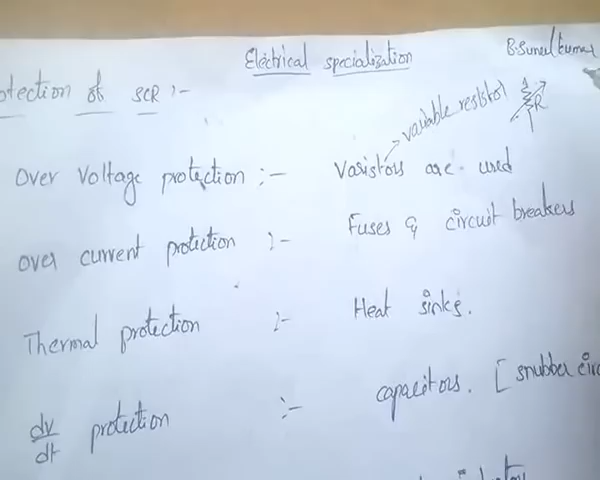 Electrical specialization
B.Sunil kumar
otection of SCR :-
variable resistor
R
Over Voltage protection :- Varistors are used
Over current protection :- Fuses & circuit breakers
Thermal protection :- Heat sinks.
dv/dt protection :- capacitors. [snubber circ